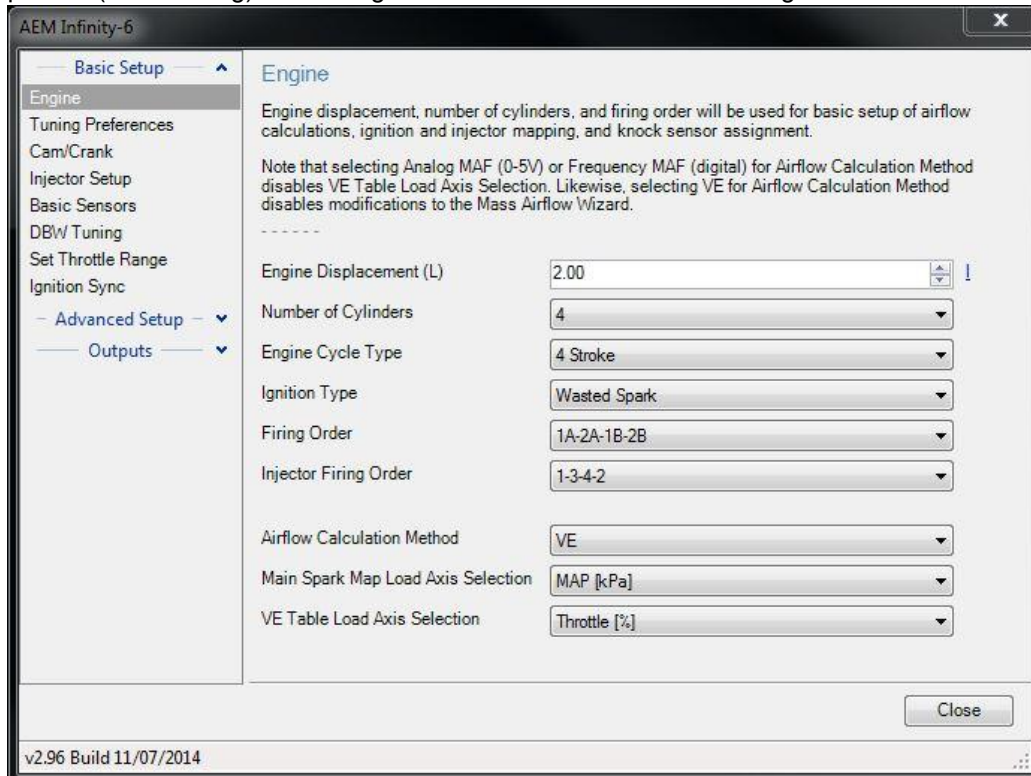 AEM Infinity-6
x
Basic Setup
Engine
Tuning Preferences
Cam/Crank
Injector Setup
Basic Sensors
DBW Tuning
Set Throttle Range
Ignition Sync
Advanced Setup
Outputs
Engine
Engine displacement, number of cylinders, and firing order will be used for basic setup of airflow
calculations, ignition and injector mapping, and knock sensor assignment.
Note that selecting Analog MAF (0-5V) or Frequency MAF (digital) for Airflow Calculation Method
disables VE Table Load Axis Selection. Likewise, selecting VE for Airflow Calculation Method
disables modifications to the Mass Airflow Wizard.
- - - - - -
Engine Displacement (L) 2.00 l
Number of Cylinders 4
Engine Cycle Type 4 Stroke
Ignition Type Wasted Spark
Firing Order 1A-2A-1B-2B
Injector Firing Order 1-3-4-2
Airflow Calculation Method VE
Main Spark Map Load Axis Selection MAP [kPa]
VE Table Load Axis Selection Throttle [%]
Close
v2.96 Build 11/07/2014